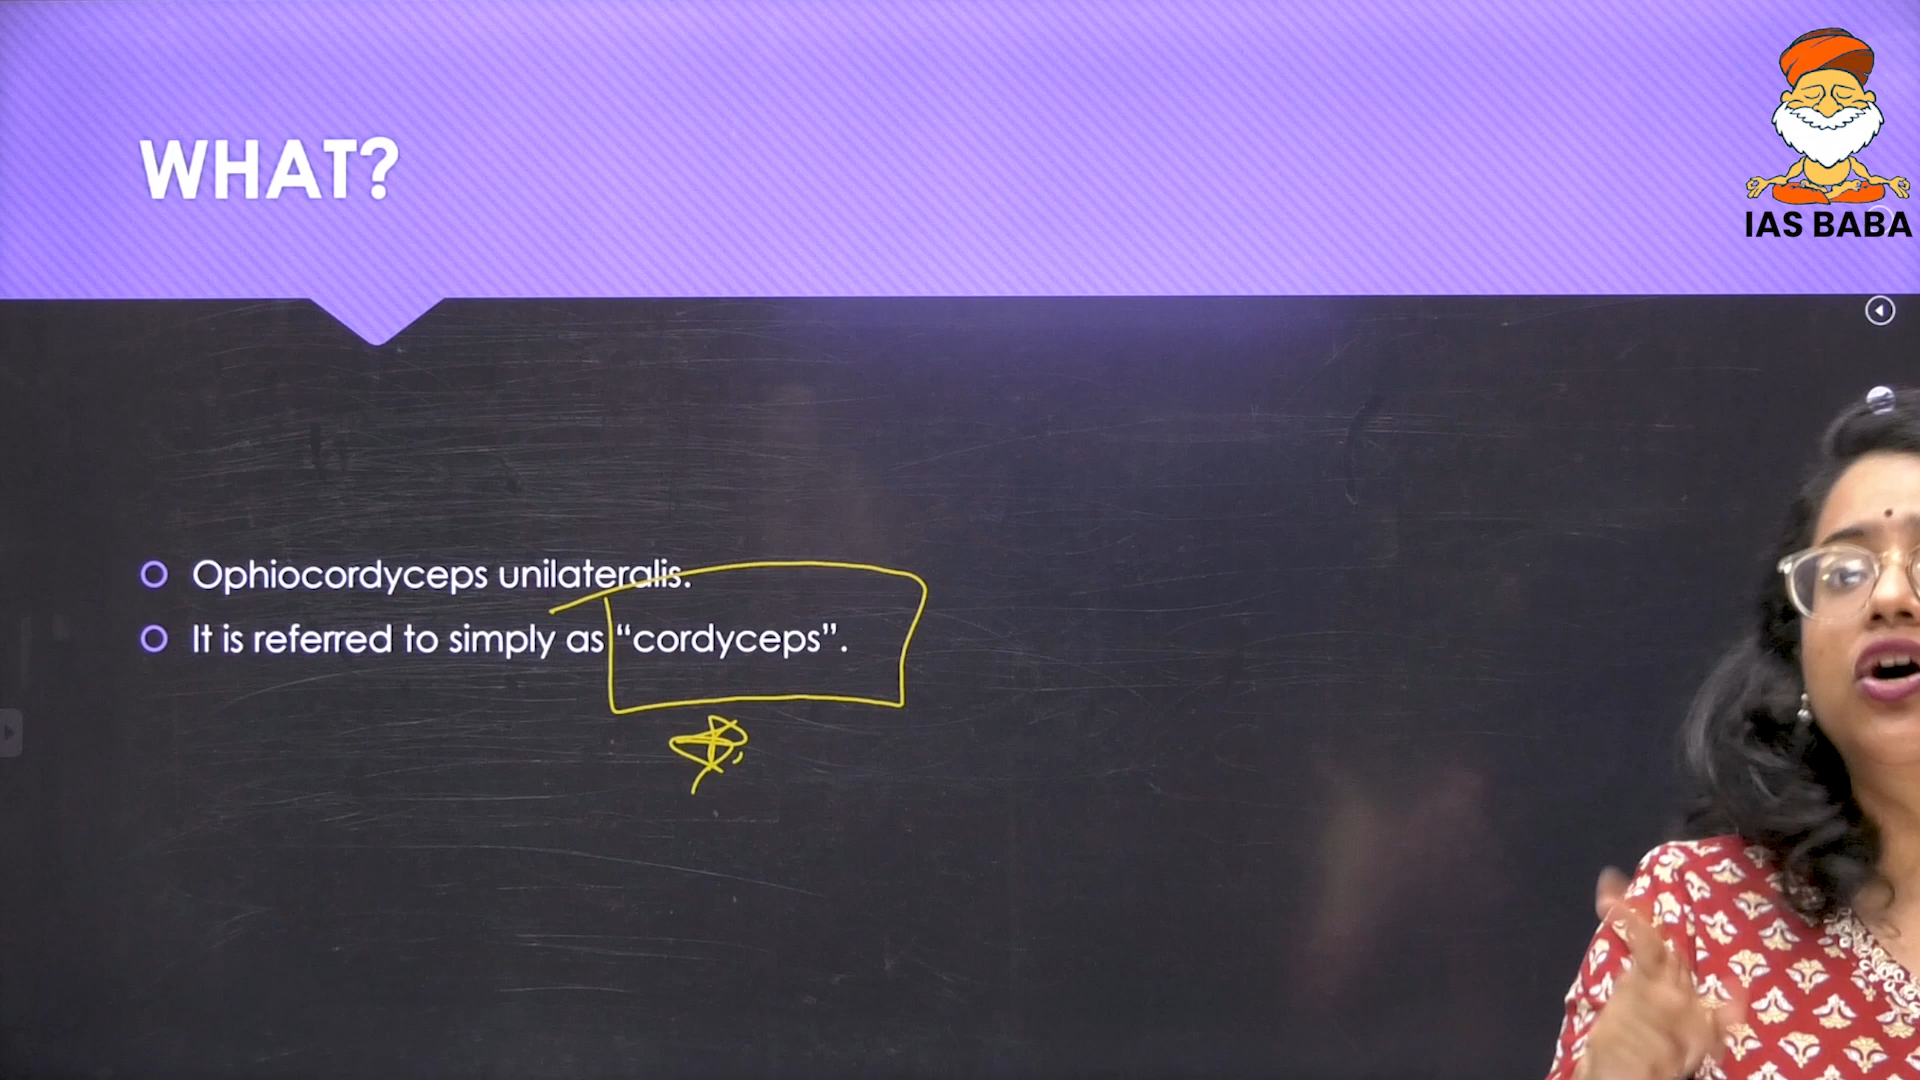 WHAT?
IAS BABA
Ophiocordyceps unilateralis.
It is referred to simply as “cordyceps”.